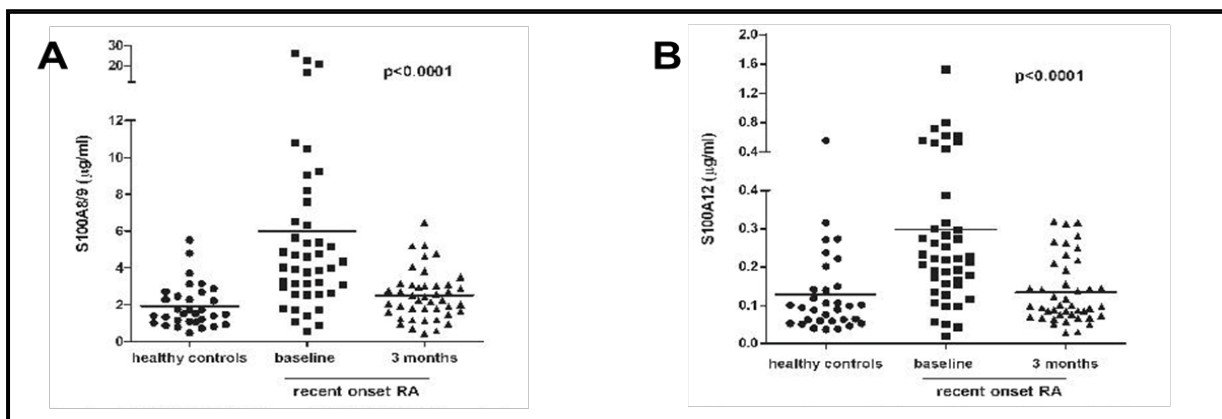 A
30
20
12
10
8
6
4
2
0
S100A8/9 (µg/ml)
p<0.0001
healthy controls
baseline
3 months
recent onset RA
B
2.0
1.6
1.2
0.8
0.4
0.4
0.3
0.2
0.1
0.0
S100A12 (µg/ml)
p<0.0001
healthy controls
baseline
3 months
recent onset RA